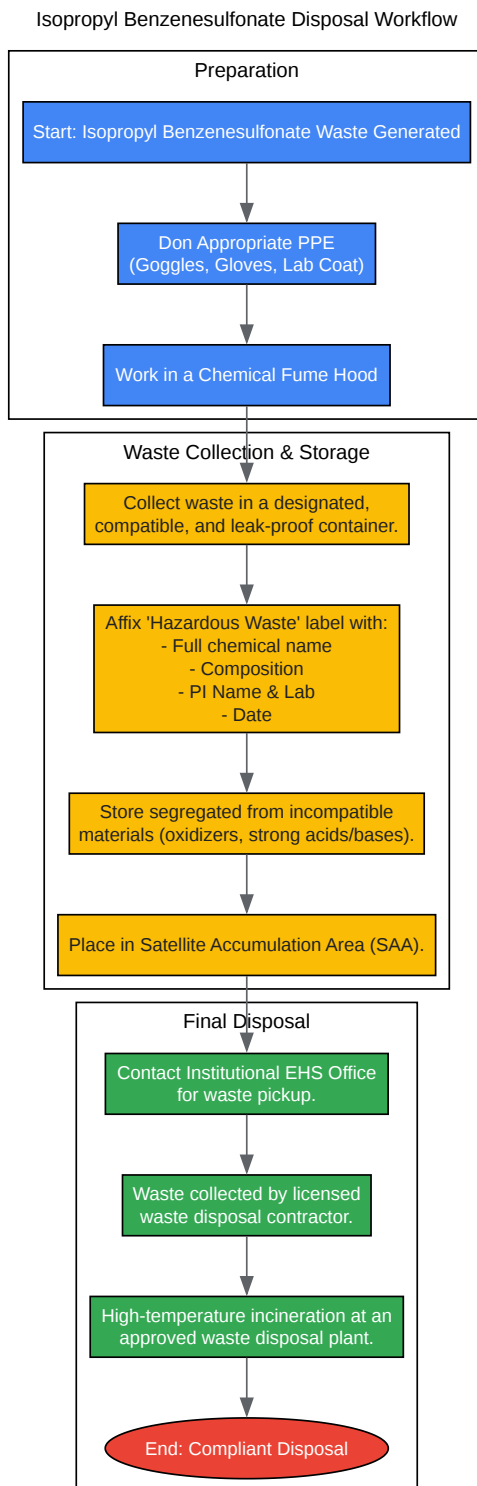 Isopropyl Benzenesulfonate Disposal Workflow
Preparation
Start: Isopropyl Benzenesulfonate Waste Generated
Don Appropriate PPE
(Goggles, Gloves, Lab Coat)
Work in a Chemical Fume Hood
Waste Collection & Storage
Collect waste in a designated,
compatible, and leak-proof container.
Affix 'Hazardous Waste' label with:
- Full chemical name
- Composition
- PI Name & Lab
- Date
Store segregated from incompatible
materials (oxidizers, strong acids/bases).
Place in Satellite Accumulation Area (SAA).
Final Disposal
Contact Institutional EHS Office
for waste pickup.
Waste collected by licensed
waste disposal contractor.
High-temperature incineration at an
approved waste disposal plant.
End: Compliant Disposal